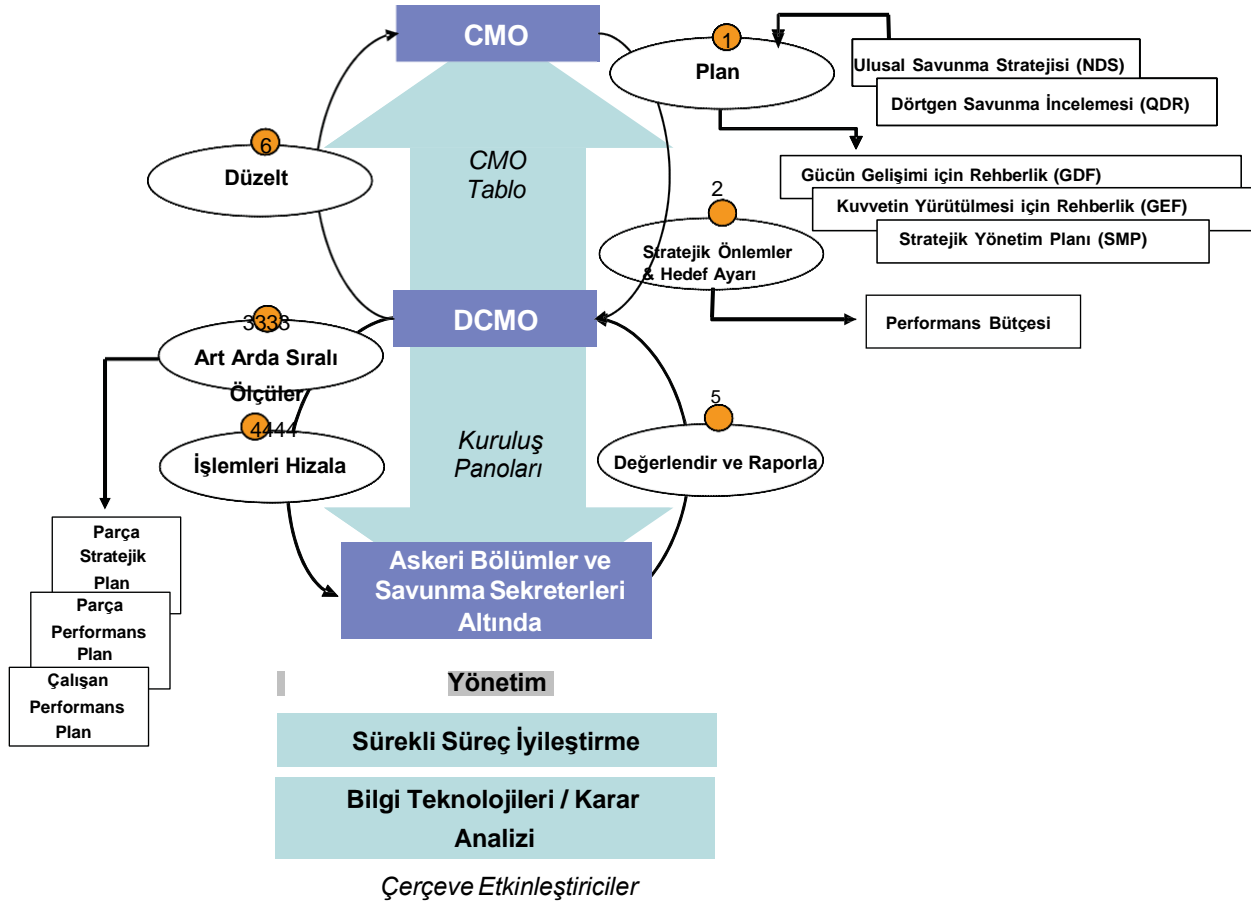 CMO
1
Plan
Ulusal Savunma Stratejisi (NDS)
Dörtgen Savunma İncelemesi (QDR)
6
Düzelt
CMO
Tablo
Gücün Gelişimi için Rehberlik (GDF)
Kuvvetin Yürütülmesi için Rehberlik (GEF)
Stratejik Yönetim Planı (SMP)
2
Stratejik Önlemler
& Hedef Ayarı
DCMO
Performans Bütçesi
3333
Art Arda Sıralı
Ölçüler
4444
İşlemleri Hizala
Kuruluş
Panoları
5
Değerlendir ve Raporla
Parça
Stratejik
Plan
Parça
Performans
Plan
Çalışan
Performans
Plan
Askeri Bölümler ve
Savunma Sekreterleri
Altında
Yönetim
Sürekli Süreç İyileştirme
Bilgi Teknolojileri / Karar
Analizi
Çerçeve Etkinleştiriciler